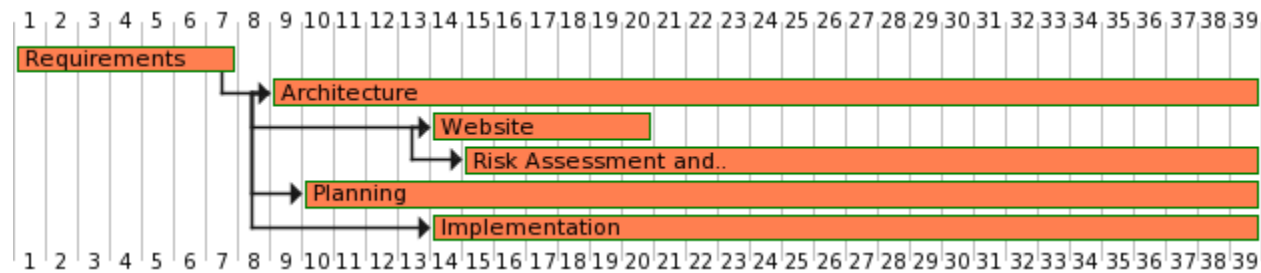 1 2 3 4 5 6 7 8 9 10 11 12 13 14 15 16 17 18 19 20 21 22 23 24 25 26 27 28 29 30 31 32 33 34 35 36 37 38 39
Requirements
Architecture
Website
Risk Assessment and..
Planning
Implementation
1 2 3 4 5 6 7 8 9 10 11 12 13 14 15 16 17 18 19 20 21 22 23 24 25 26 27 28 29 30 31 32 33 34 35 36 37 38 39